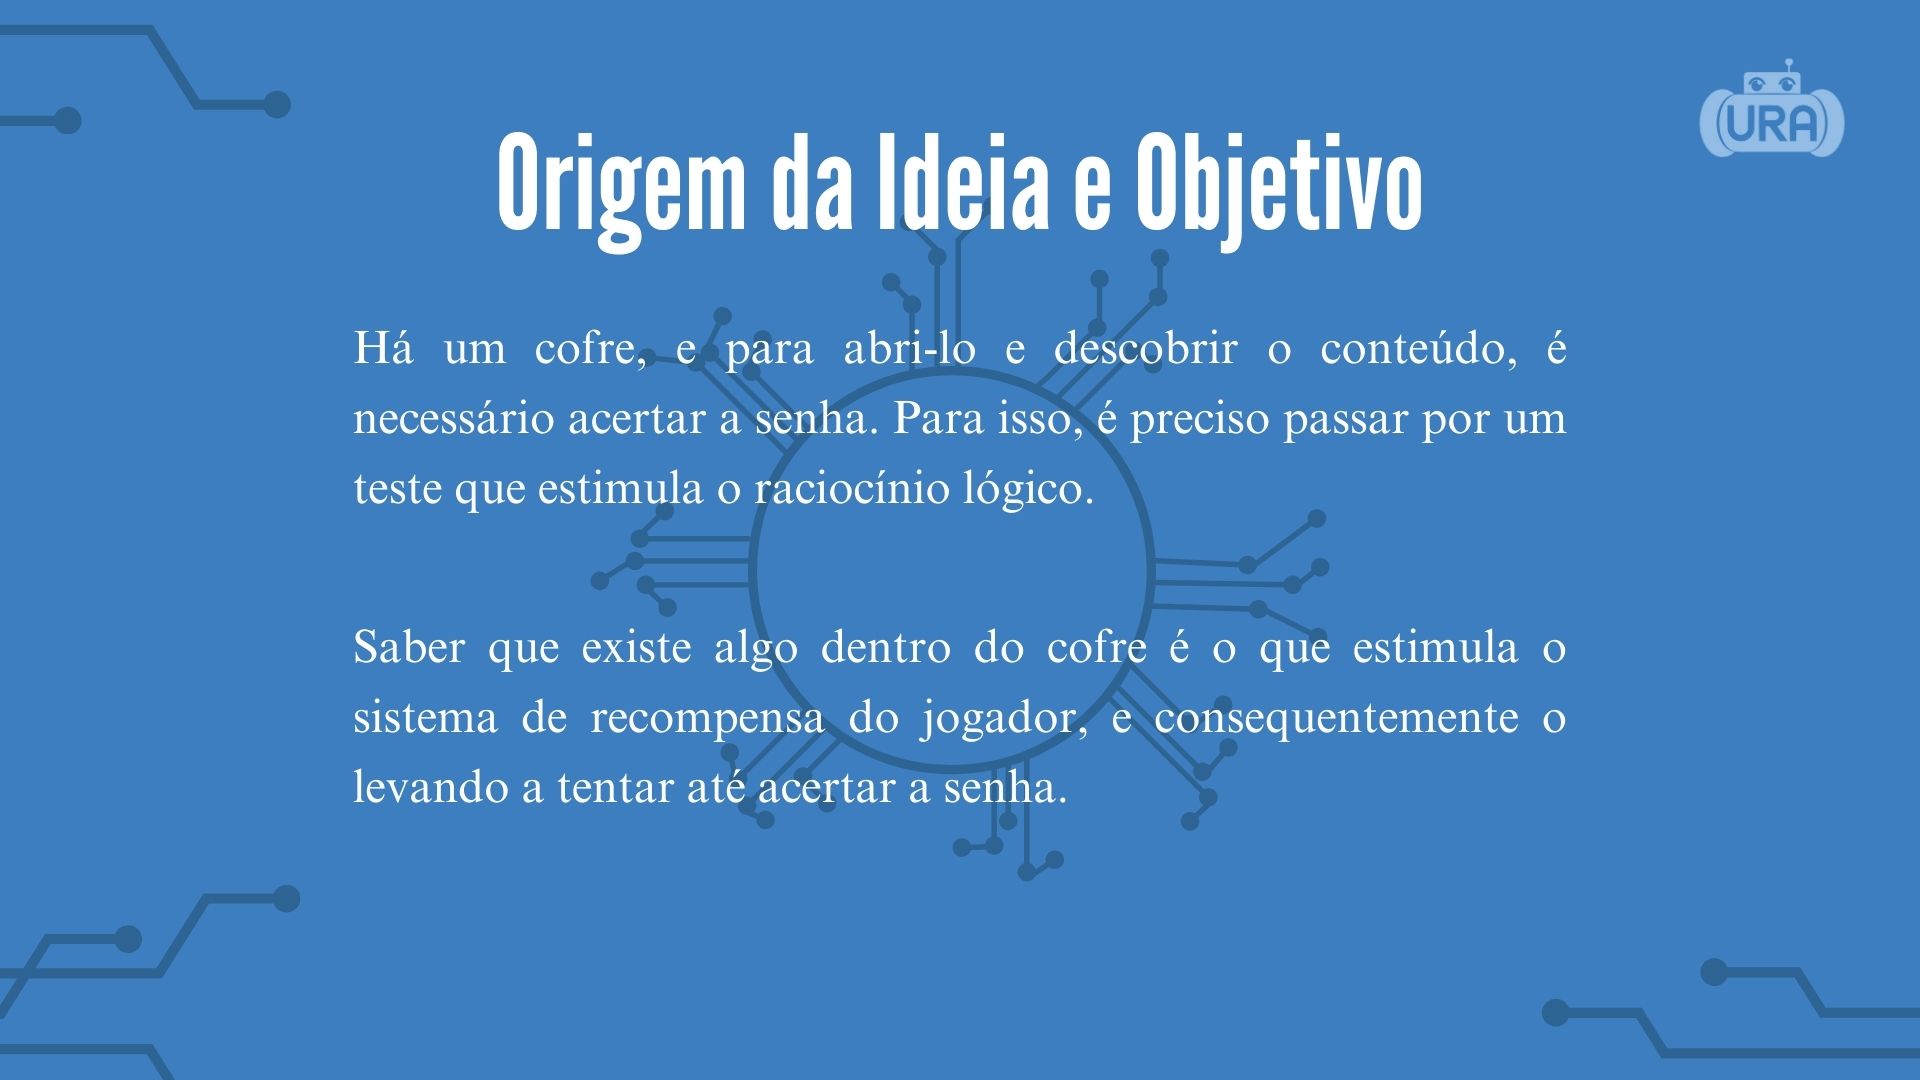 URA
Origem da Ideia e Objetivo
Há um cofre, e para abri-lo e descobrir o conteúdo, é
necessário acertar a senha. Para isso, é preciso passar por um
teste que estimula o raciocínio lógico.
Saber que existe algo dentro do cofre é o que estimula o
sistema de recompensa do jogador, e consequentemente o
levando a tentar até acertar a senha.